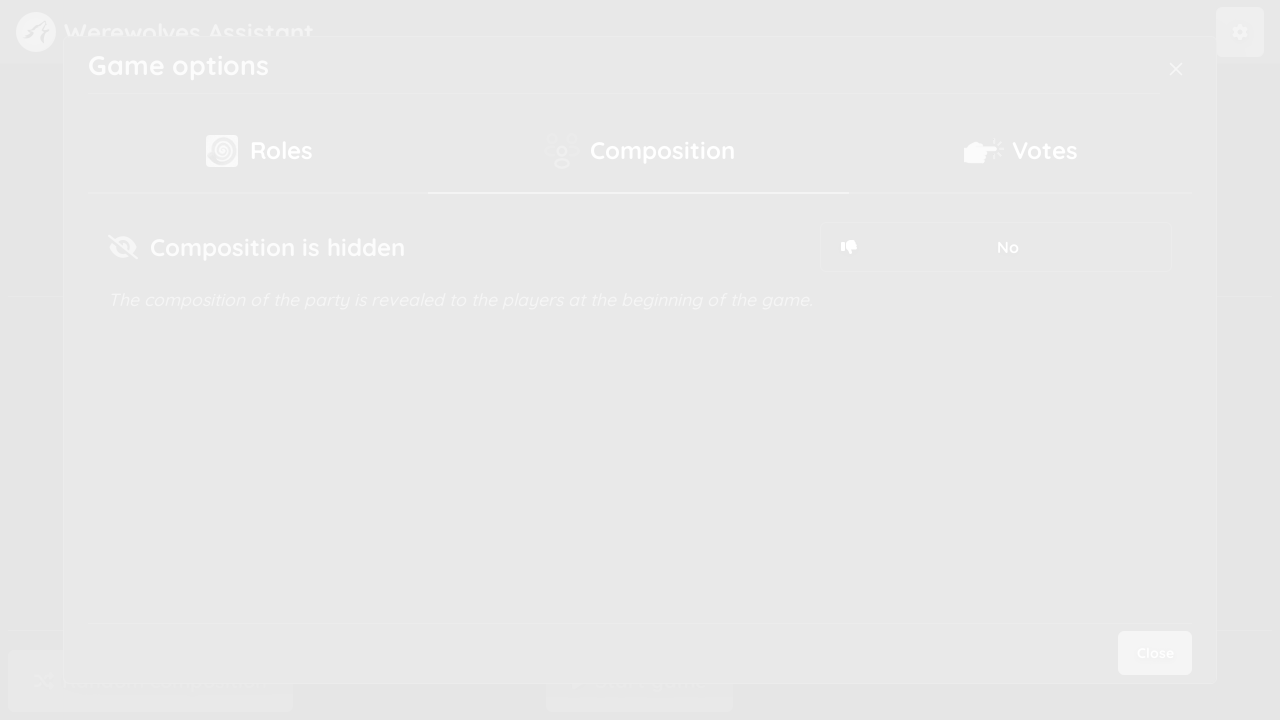 Werewolves Assistant
Game options
Roles
Composition
Votes
Composition is hidden
No
The composition of the party is revealed to the players at the beginning of the game.
Close